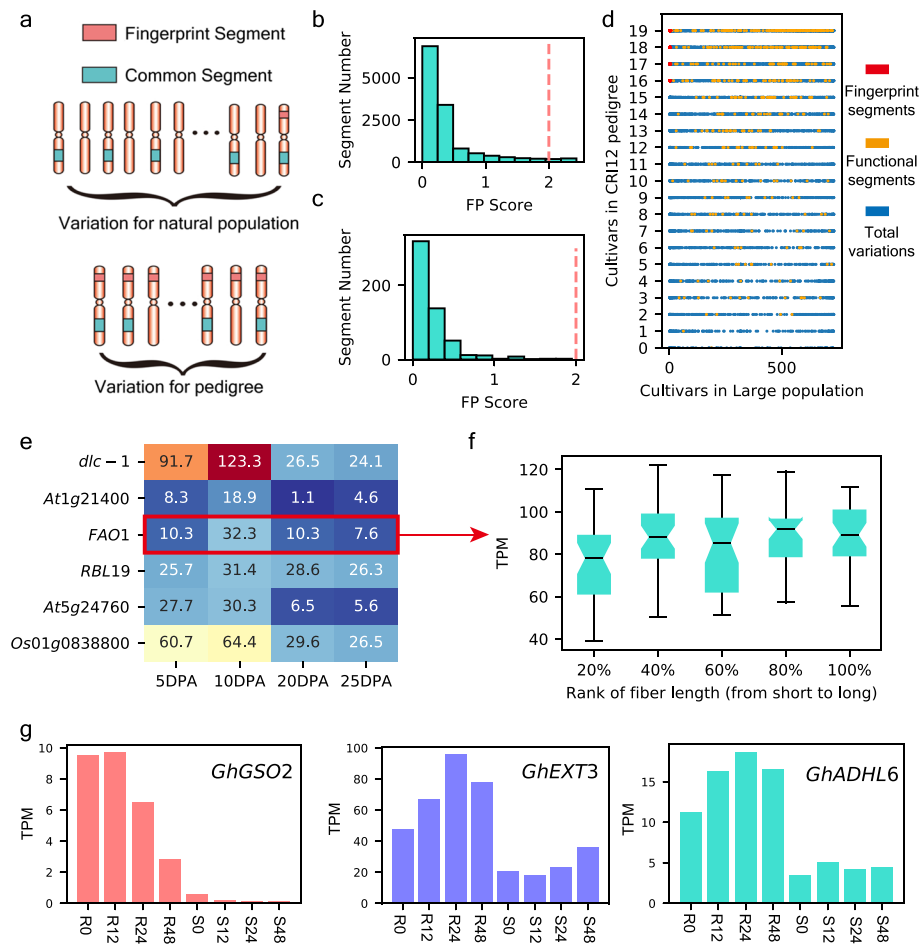 a
Fingerprint Segment
Common Segment
Variation for natural population
Variation for pedigree
b
Segment Number
5000
0
0 1 2
FP Score
c
Segment Number
200
0
0 1 2
FP Score
d
Cultivars in CRI12 pedigree
19
18
17
16
15
14
13
12
11
10
9
8
7
6
5
4
3
2
1
0
0 500
Cultivars in Large population
Fingerprint
segments
Functional
segments
Total
variations
e
dlc − 1 91.7 123.3 26.5 24.1
At1g21400 8.3 18.9 1.1 4.6
FAO1 10.3 32.3 10.3 7.6
RBL19 25.7 31.4 28.6 26.3
At5g24760 27.7 30.3 6.5 5.6
Os01g0838800 60.7 64.4 29.6 26.5
5DPA 10DPA 20DPA 25DPA
f
TPM
120
100
80
60
40
20% 40% 60% 80% 100%
Rank of fiber length (from short to long)
g
TPM
10
8
6
4
2
0
GhGSO2
R0 R12 R24 R48 S0 S12 S24 S48
TPM
100
80
60
40
20
0
GhEXT3
R0 R12 R24 R48 S0 S12 S24 S48
TPM
15
10
5
0
GhADHL6
R0 R12 R24 R48 S0 S12 S24 S48